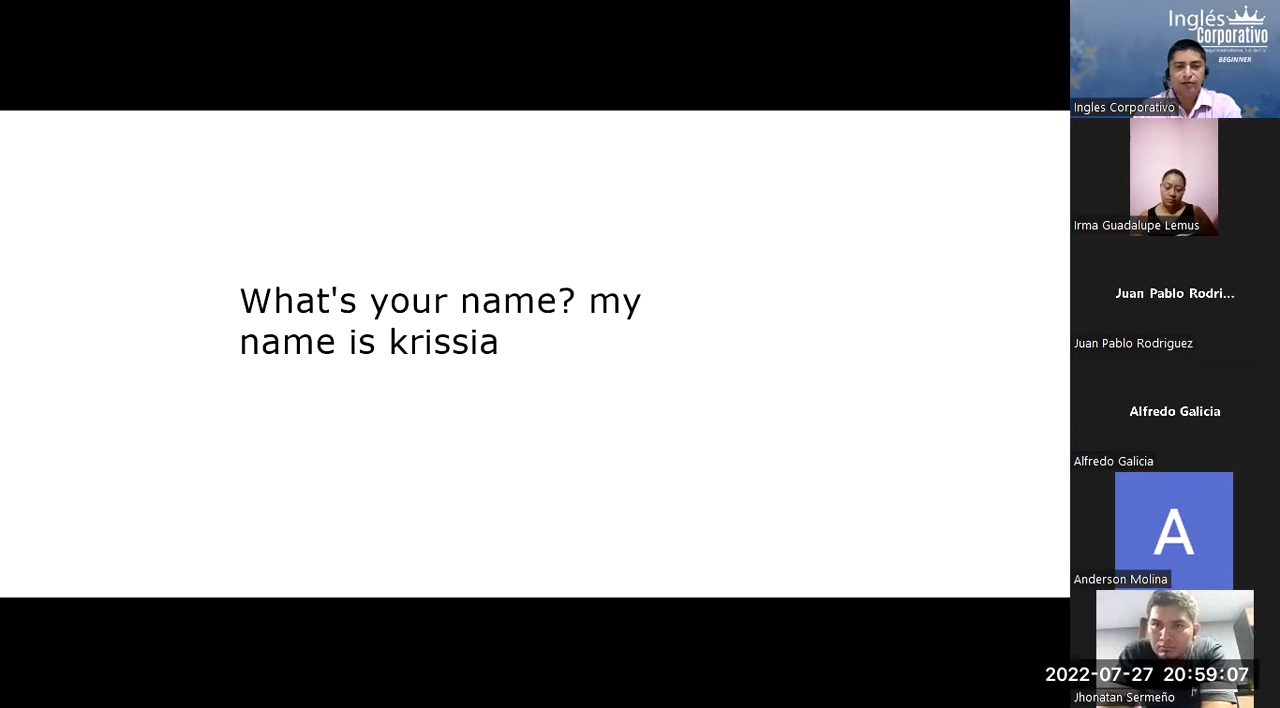 What's your name? my
name is krissia
Inglés
Corporativo
BEGINNER
Ingles Corporativo
Irma Guadalupe Lemus
Juan Pablo Rodri...
Juan Pablo Rodriguez
Alfredo Galicia
Alfredo Galicia
A
Anderson Molina
2022-07-27 20:59:07
Jhonatan Sermeño